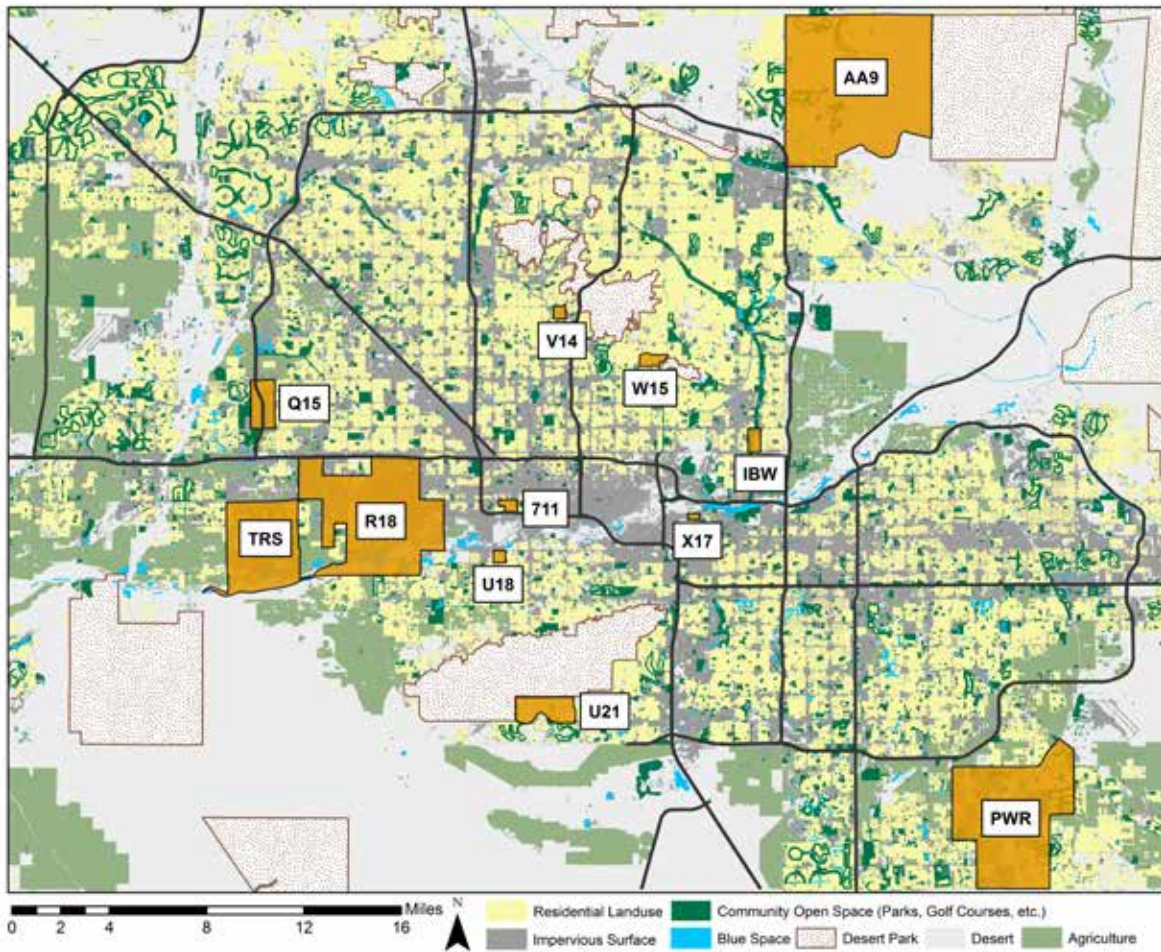 AA9
V14
W15
Q15
IBW
711
R18
TRS
X17
U18
U21
PWR
Miles N
0 2 4 8 12 16
Residential Landuse Community Open Space (Parks, Golf Courses, etc.)
Impervious Surface Blue Space Desert Park Desert Agriculture